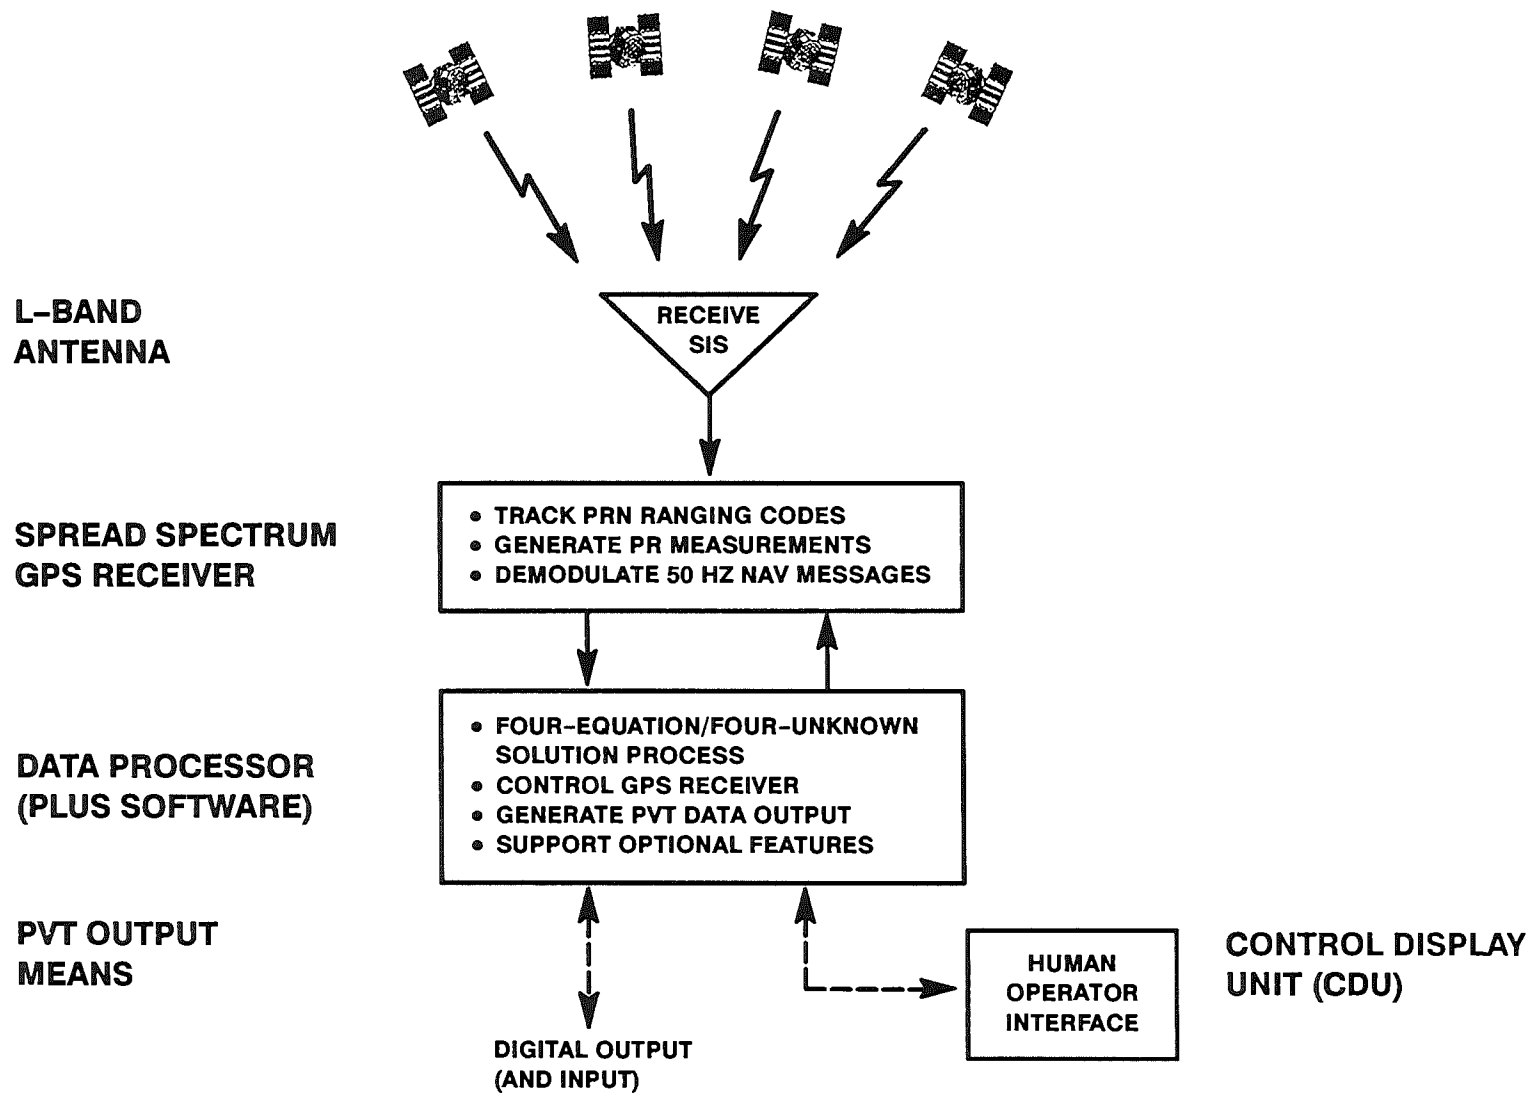 L-BAND
ANTENNA
RECEIVE
SIS
SPREAD SPECTRUM
GPS RECEIVER
• TRACK PRN RANGING CODES
• GENERATE PR MEASUREMENTS
• DEMODULATE 50 HZ NAV MESSAGES
DATA PROCESSOR
(PLUS SOFTWARE)
• FOUR-EQUATION/FOUR-UNKNOWN
SOLUTION PROCESS
• CONTROL GPS RECEIVER
• GENERATE PVT DATA OUTPUT
• SUPPORT OPTIONAL FEATURES
PVT OUTPUT
MEANS
HUMAN
OPERATOR
INTERFACE
CONTROL DISPLAY
UNIT (CDU)
DIGITAL OUTPUT
(AND INPUT)